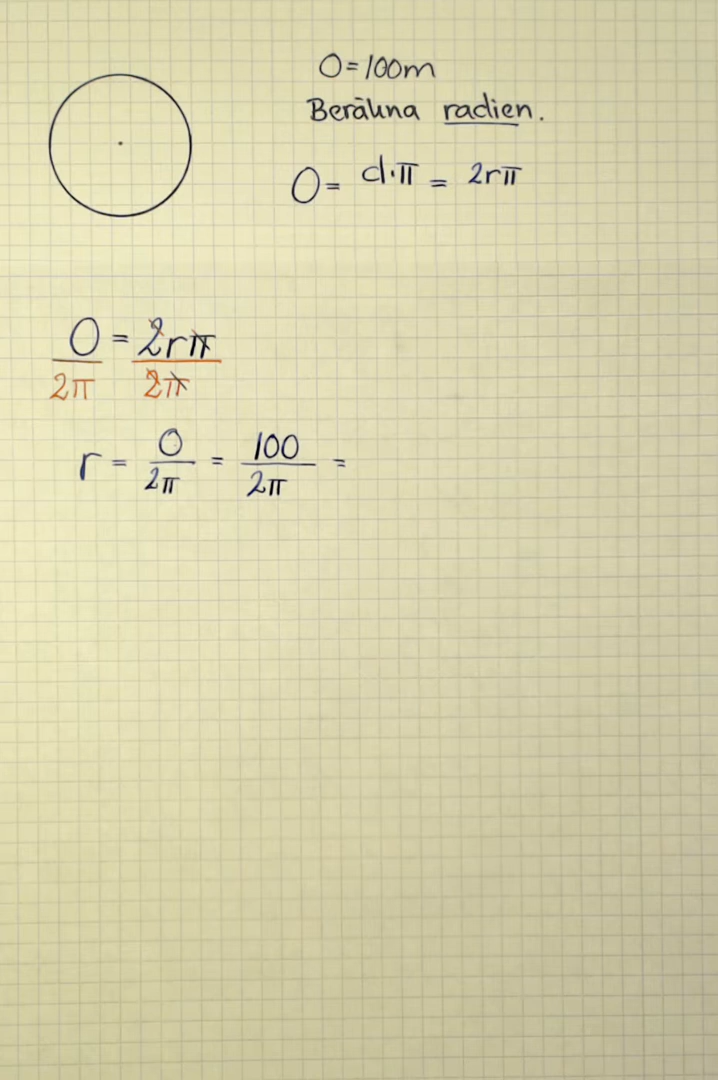 O=100m
Beräkna radien.
O= d·π = 2rπ
O/2π = 2rπ/2π
r = O/2π = 100/2π =